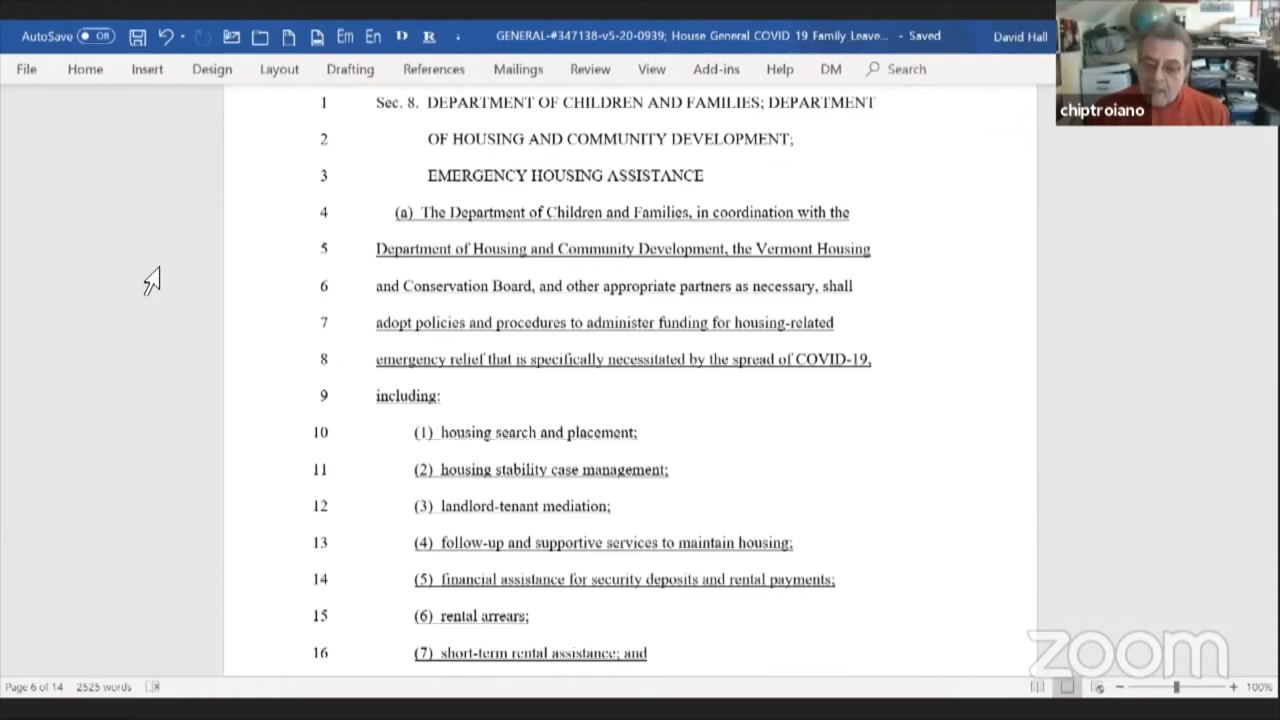 AutoSave Off Em En D R GENERAL-#347138-v5-20-0939; House General COVID 19 Family Leave... - Saved David Hall
File Home Insert Design Layout Drafting References Mailings Review View Add-ins Help DM Search
chiptroiano
1 Sec. 8. DEPARTMENT OF CHILDREN AND FAMILIES; DEPARTMENT
2 OF HOUSING AND COMMUNITY DEVELOPMENT;
3 EMERGENCY HOUSING ASSISTANCE
4 (a) The Department of Children and Families, in coordination with the
5 Department of Housing and Community Development, the Vermont Housing
6 and Conservation Board, and other appropriate partners as necessary, shall
7 adopt policies and procedures to administer funding for housing-related
8 emergency relief that is specifically necessitated by the spread of COVID-19,
9 including:
10 (1) housing search and placement;
11 (2) housing stability case management;
12 (3) landlord-tenant mediation;
13 (4) follow-up and supportive services to maintain housing;
14 (5) financial assistance for security deposits and rental payments;
15 (6) rental arrears;
16 (7) short-term rental assistance; and
zoom
Page 6 of 14 2525 words 100%